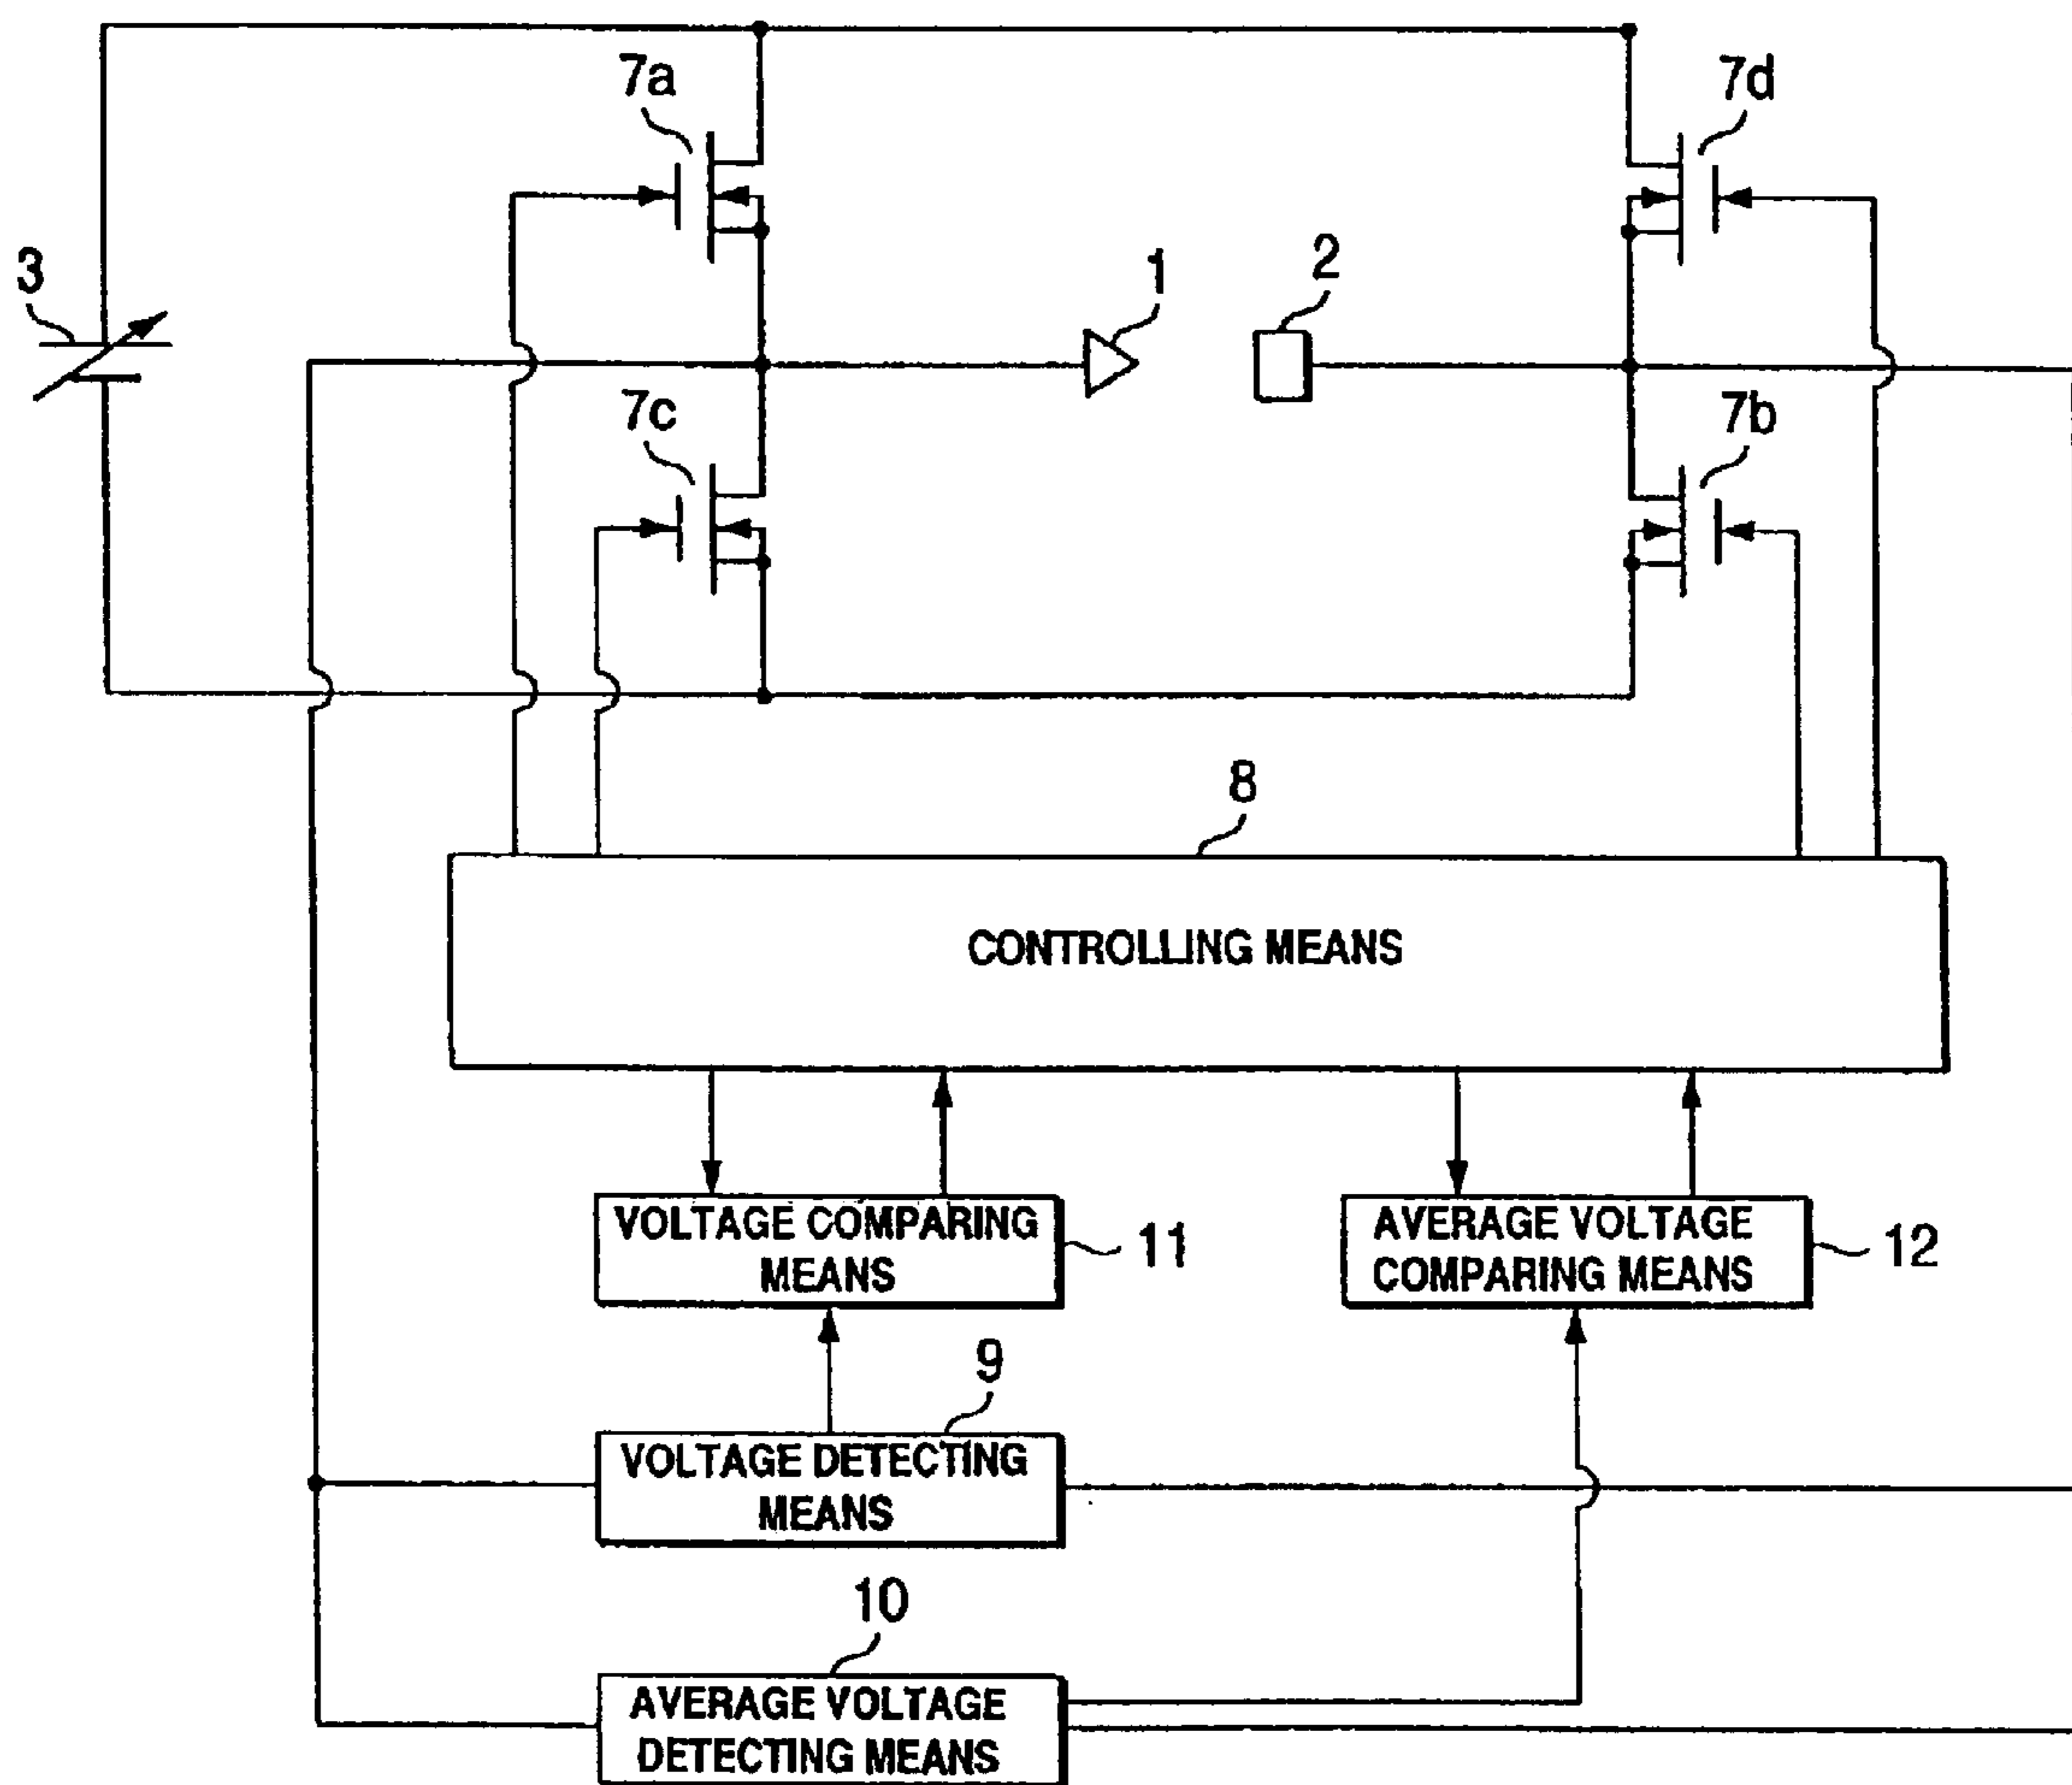 7a
7d
3
1
2
7c
7b
8
CONTROLLING MEANS
VOLTAGE COMPARING
MEANS
11
AVERAGE VOLTAGE
COMPARING MEANS
12
9
VOLTAGE DETECTING
MEANS
10
AVERAGE VOLTAGE
DETECTING MEANS